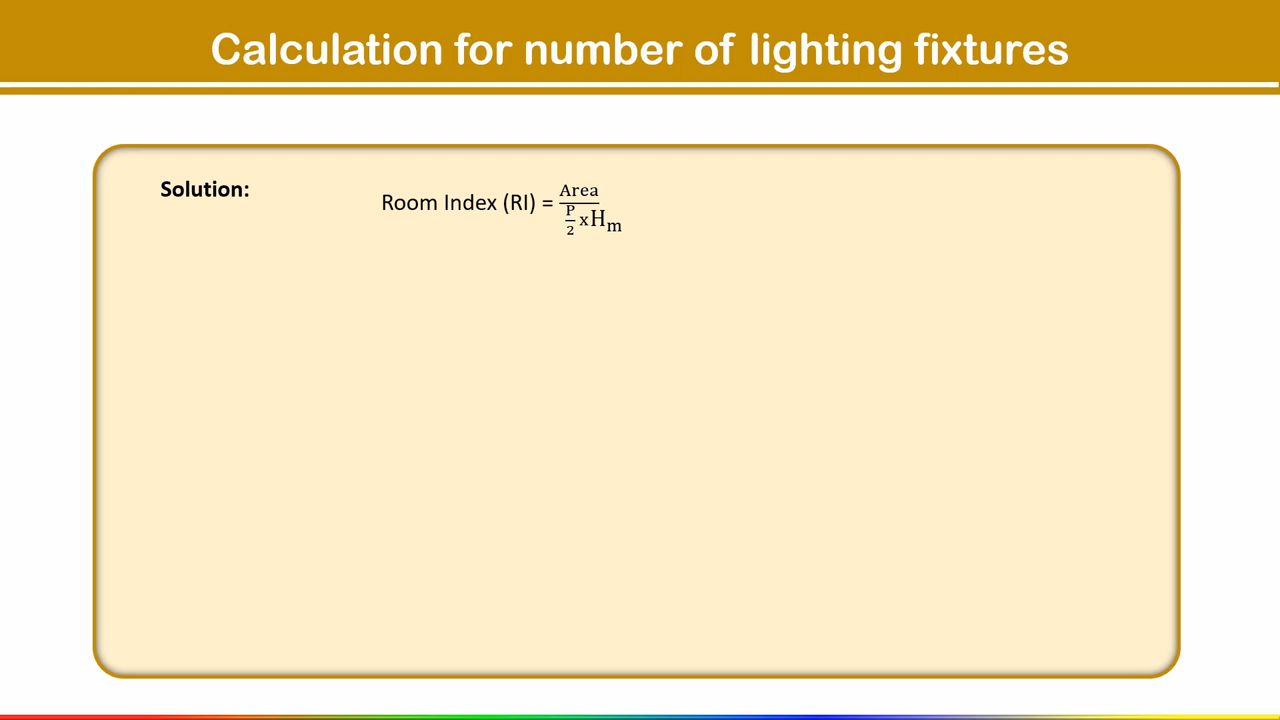 Calculation for number of lighting fixtures
Solution:
Room Index (RI) = Area / (P/2 x Hm)